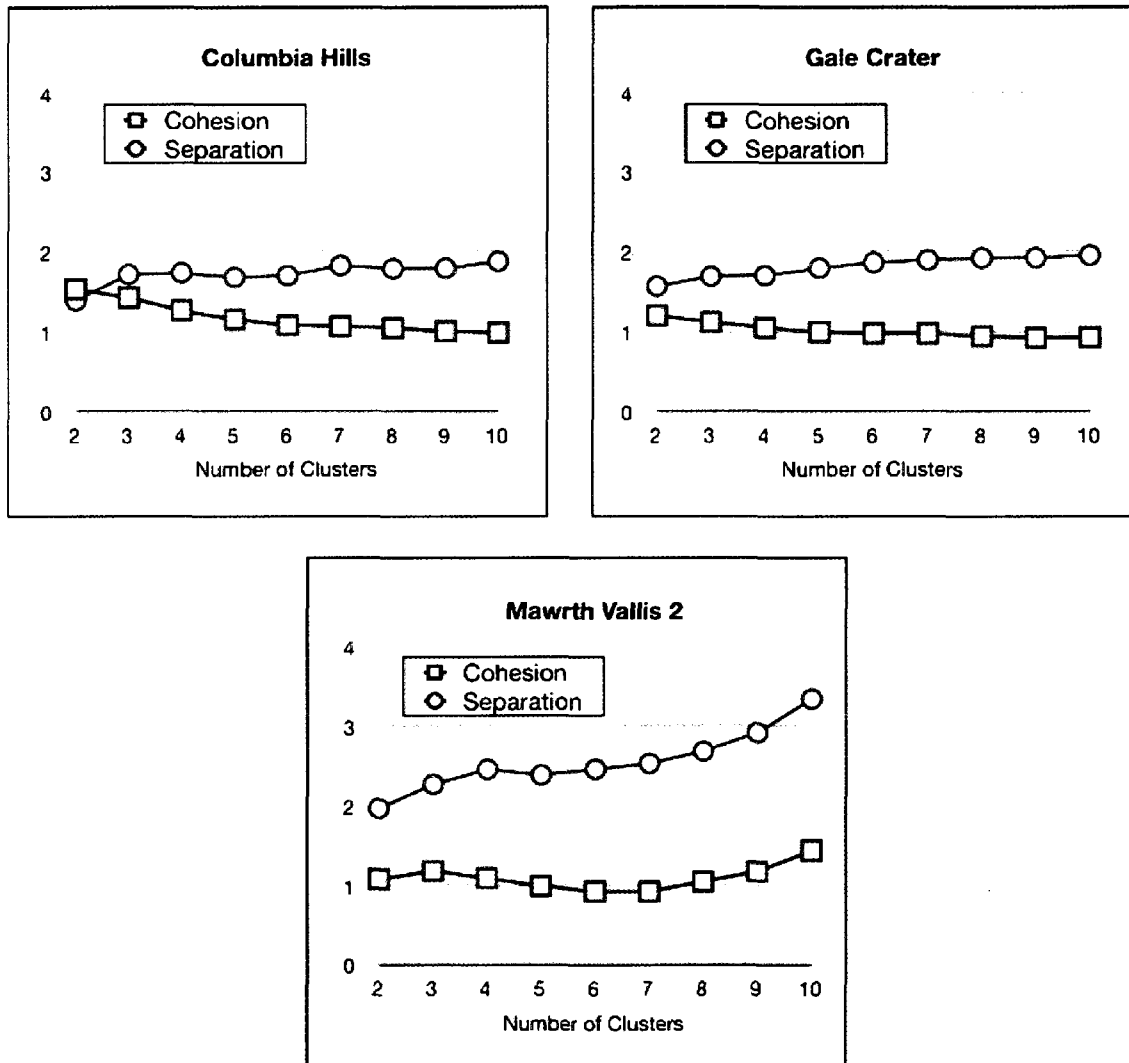 Columbia Hills
4
Cohesion
Separation
3
2
1
0
2 3 4 5 6 7 8 9 10
Number of Clusters
Gale Crater
4
Cohesion
Separation
3
2
1
0
2 3 4 5 6 7 8 9 10
Number of Clusters
Mawrth Vallis 2
4
Cohesion
Separation
3
2
1
0
2 3 4 5 6 7 8 9 10
Number of Clusters